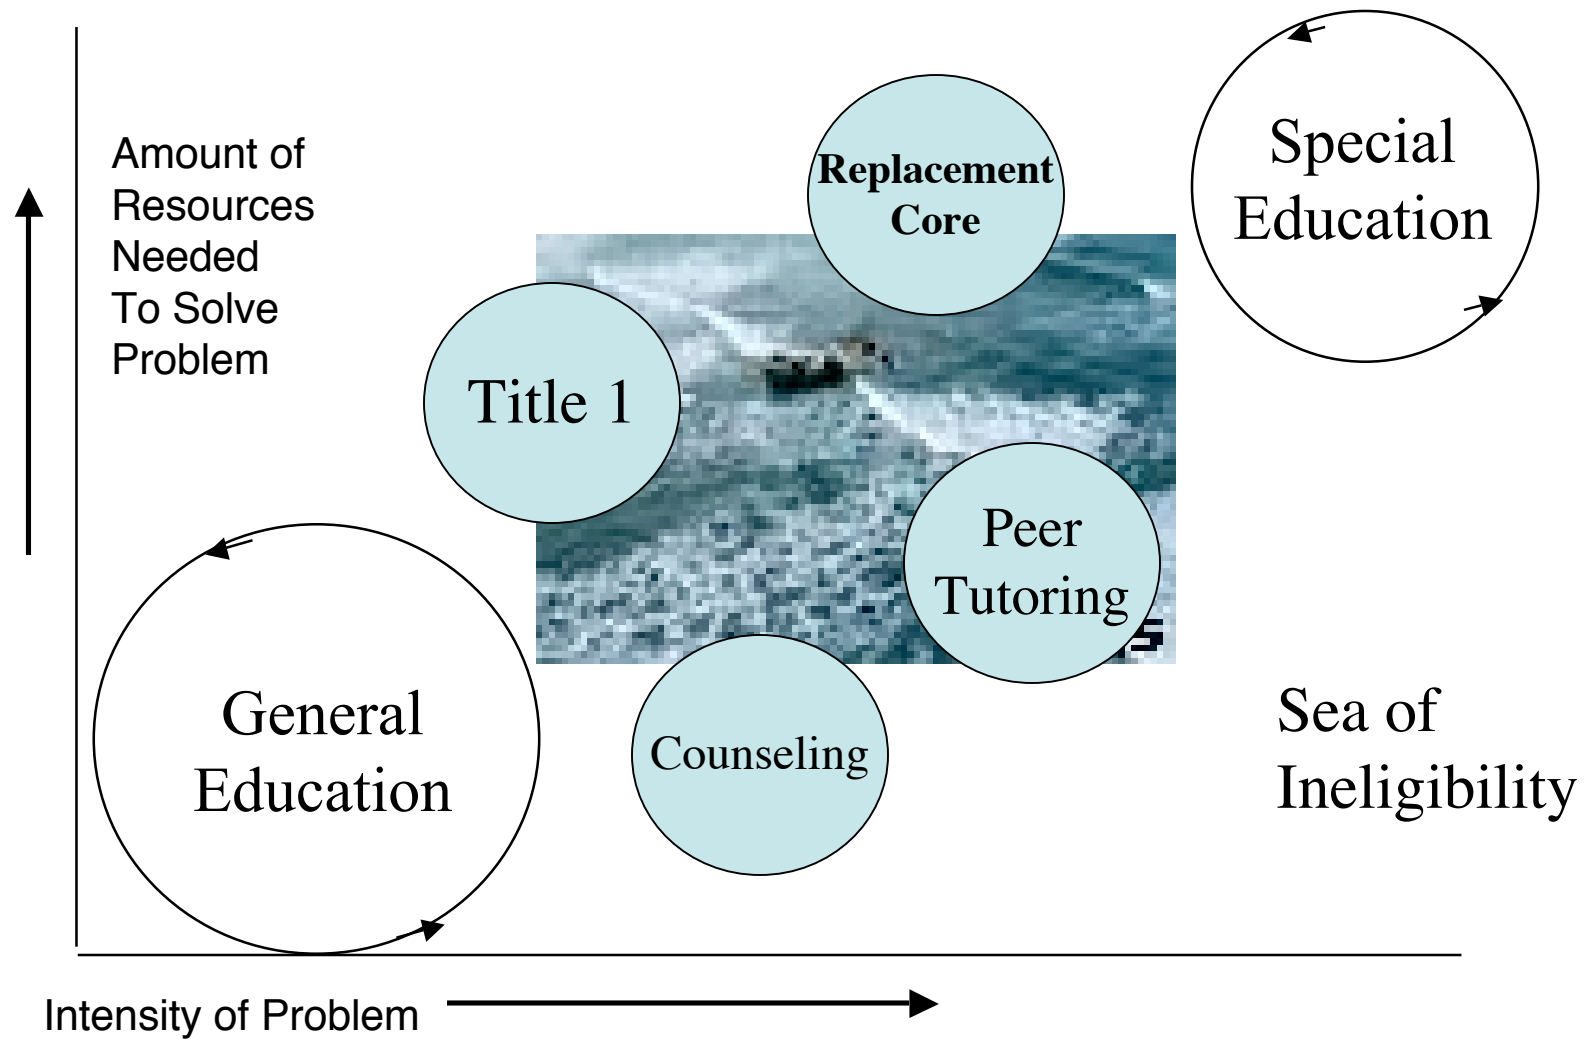 Amount of
Resources
Needed
To Solve
Problem
Replacement
Core
Special
Education
Title 1
Peer
Tutoring
General
Education
Counseling
Sea of
Ineligibility
Intensity of Problem